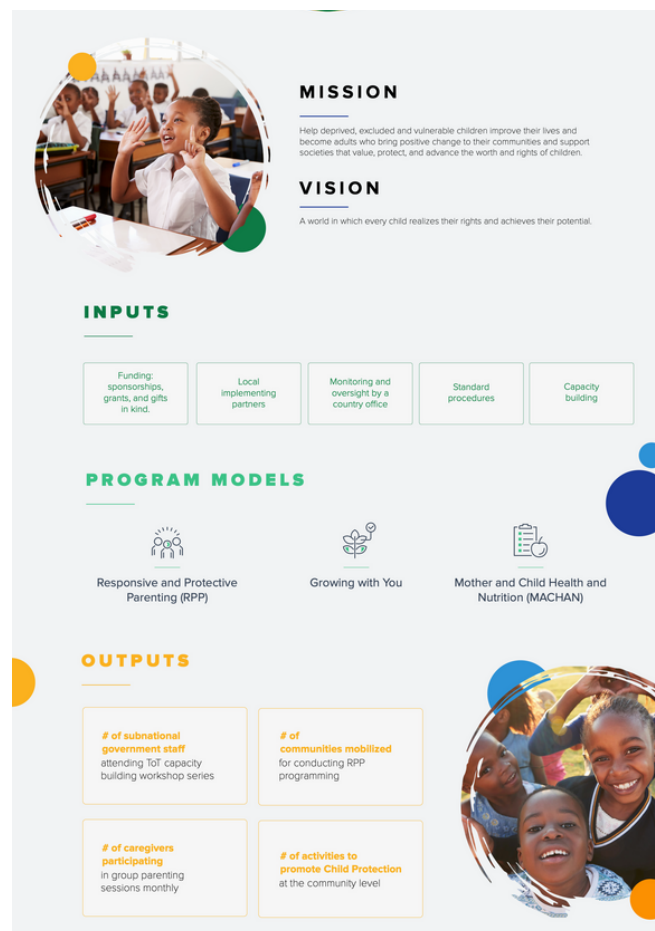 MISSION
Help deprived, excluded and vulnerable children improve their lives and
become adults who bring positive change to their communities and support
societies that value, protect, and advance the worth and rights of children.
VISION
A world in which every child realizes their rights and achieves their potential.
INPUTS
Funding:
sponsorships,
grants, and gifts
in kind.
Local
implementing
partners
Monitoring and
oversight by a
country office
Standard
procedures
Capacity
building
PROGRAM MODELS
Responsive and Protective
Parenting (RPP)
Growing with You
Mother and Child Health and
Nutrition (MACHAN)
OUTPUTS
# of subnational
government staff
attending ToT capacity
building workshop series
# of
communities mobilized
for conducting RPP
programming
# of caregivers
participating
in group parenting
sessions monthly
# of activities to
promote Child Protection
at the community level